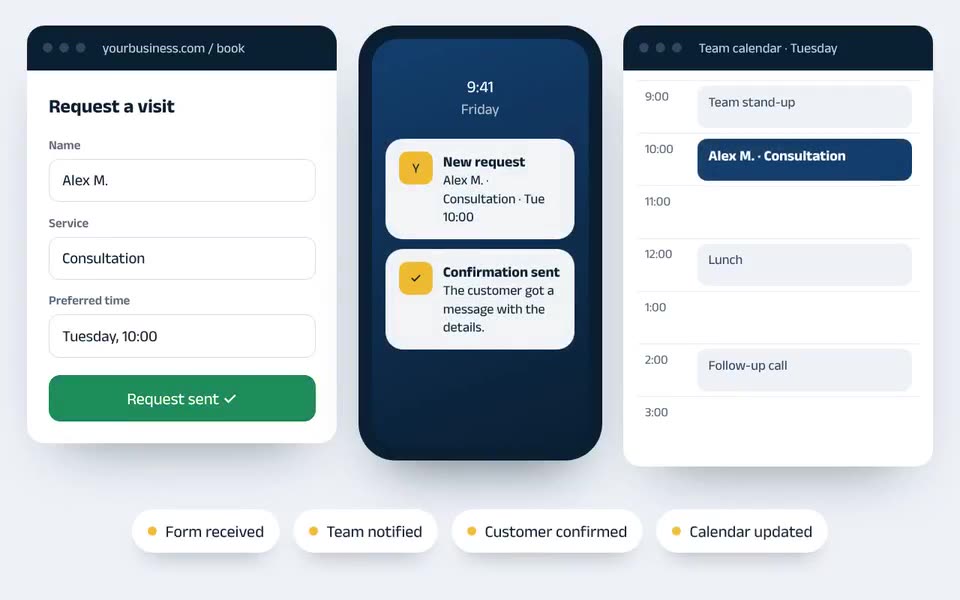 yourbusiness.com / book
Request a visit
Name
Alex M.
Service
Consultation
Preferred time
Tuesday, 10:00
Request sent ✓
9:41
Friday
Y
New request
Alex M. ·
Consultation · Tue
10:00
✓
Confirmation sent
The customer got a
message with the
details.
Team calendar · Tuesday
9:00
Team stand-up
10:00
Alex M. · Consultation
11:00
12:00
Lunch
1:00
2:00
Follow-up call
3:00
Form received
Team notified
Customer confirmed
Calendar updated